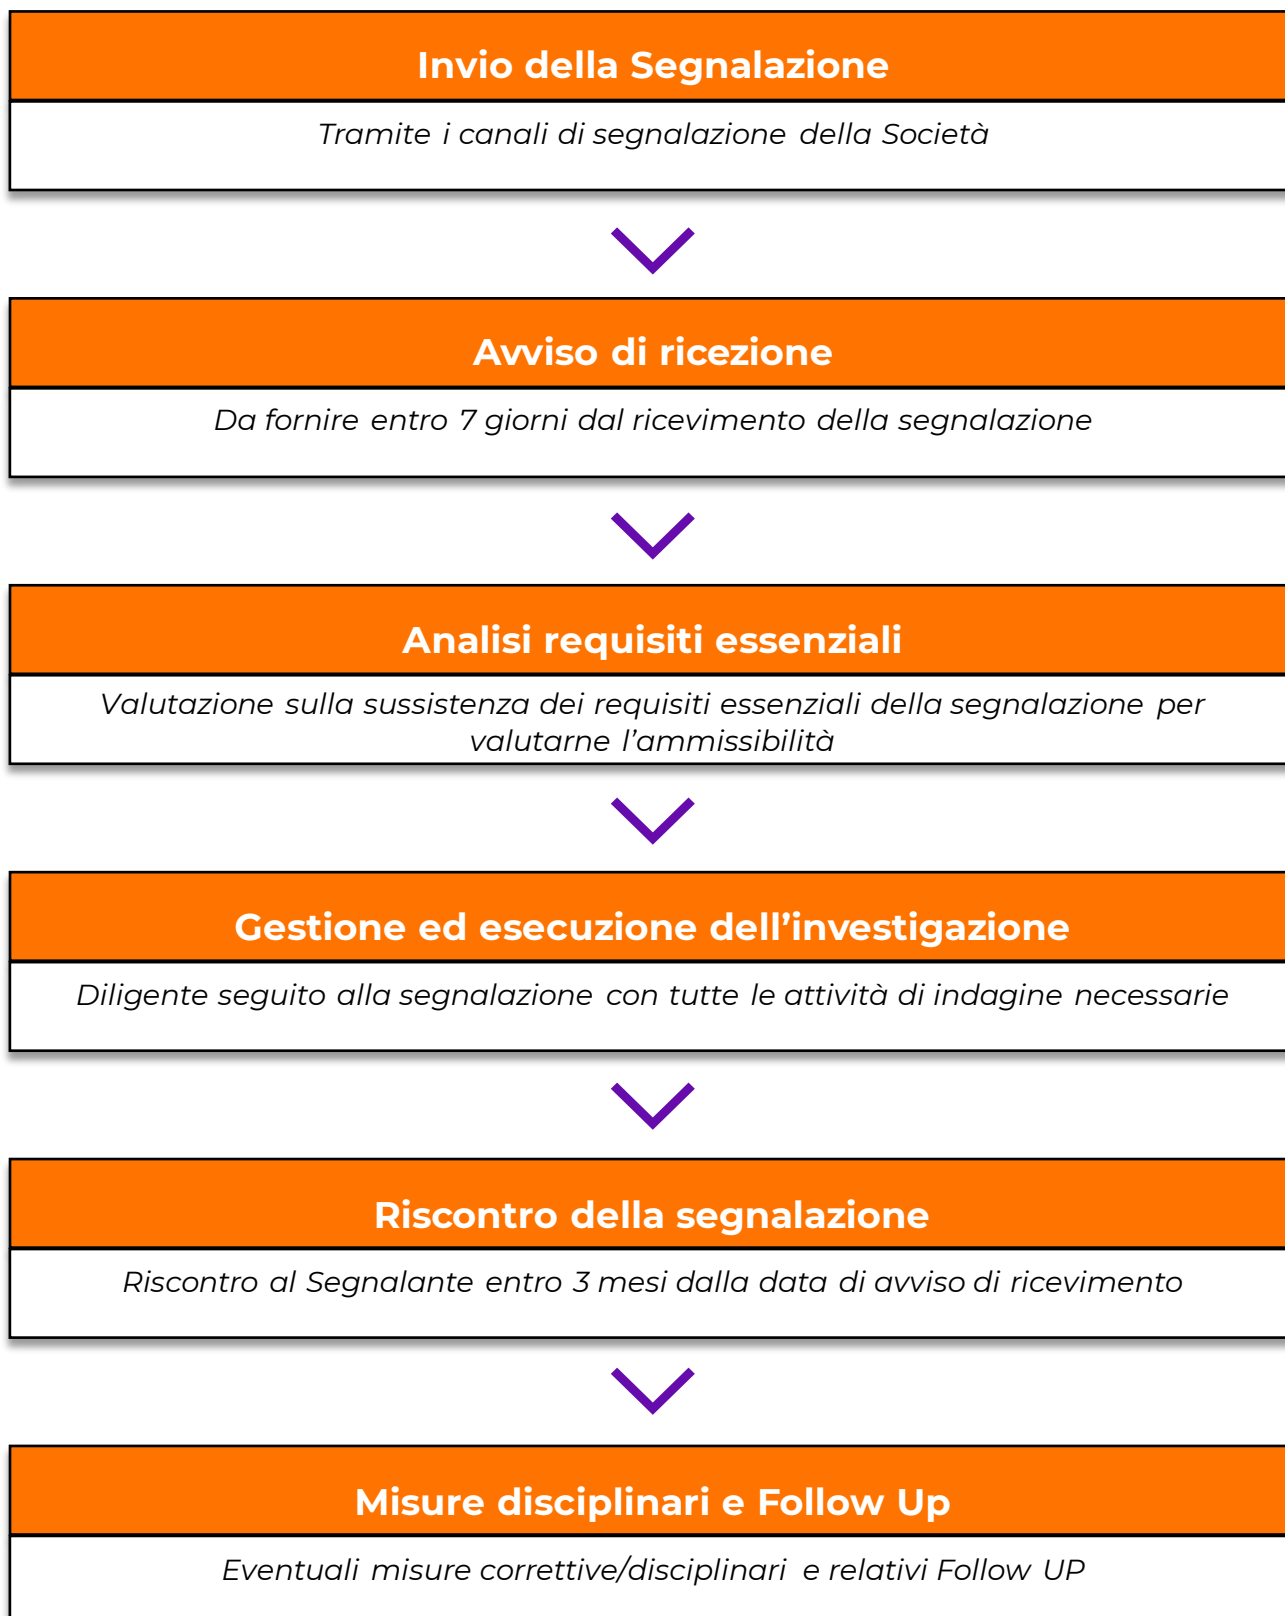 Invio della Segnalazione
Tramite i canali di segnalazione della Società
Avviso di ricezione
Da fornire entro 7 giorni dal ricevimento della segnalazione
Analisi requisiti essenziali
Valutazione sulla sussistenza dei requisiti essenziali della segnalazione per
valutarne l’ammissibilità
Gestione ed esecuzione dell’investigazione
Diligente seguito alla segnalazione con tutte le attività di indagine necessarie
Riscontro della segnalazione
Riscontro al Segnalante entro 3 mesi dalla data di avviso di ricevimento
Misure disciplinari e Follow Up
Eventuali misure correttive/disciplinari e relativi Follow UP